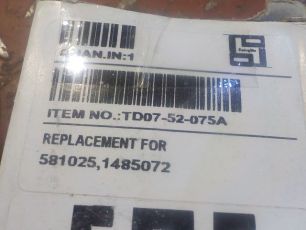 QUAN.IN:1
ITEM NO.:TD07-52-075A
REPLACEMENT FOR
581025,1485072